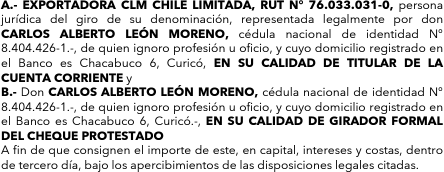 A.- EXPORTADORA CLM CHILE LIMITADA, RUT N° 76.033.031-0, persona
jurídica del giro de su denominación, representada legalmente por don
CARLOS ALBERTO LEÓN MORENO, cédula nacional de identidad N°
8.404.426-1.-, de quien ignoro profesión u oficio, y cuyo domicilio registrado en
el Banco es Chacabuco 6, Curicó, EN SU CALIDAD DE TITULAR DE LA
CUENTA CORRIENTE y
B.- Don CARLOS ALBERTO LEÓN MORENO, cédula nacional de identidad N°
8.404.426-1.-, de quien ignoro profesión u oficio, y cuyo domicilio registrado en
el Banco es Chacabuco 6, Curicó.-, EN SU CALIDAD DE GIRADOR FORMAL
DEL CHEQUE PROTESTADO
A fin de que consignen el importe de este, en capital, intereses y costas, dentro
de tercero día, bajo los apercibimientos de las disposiciones legales citadas.